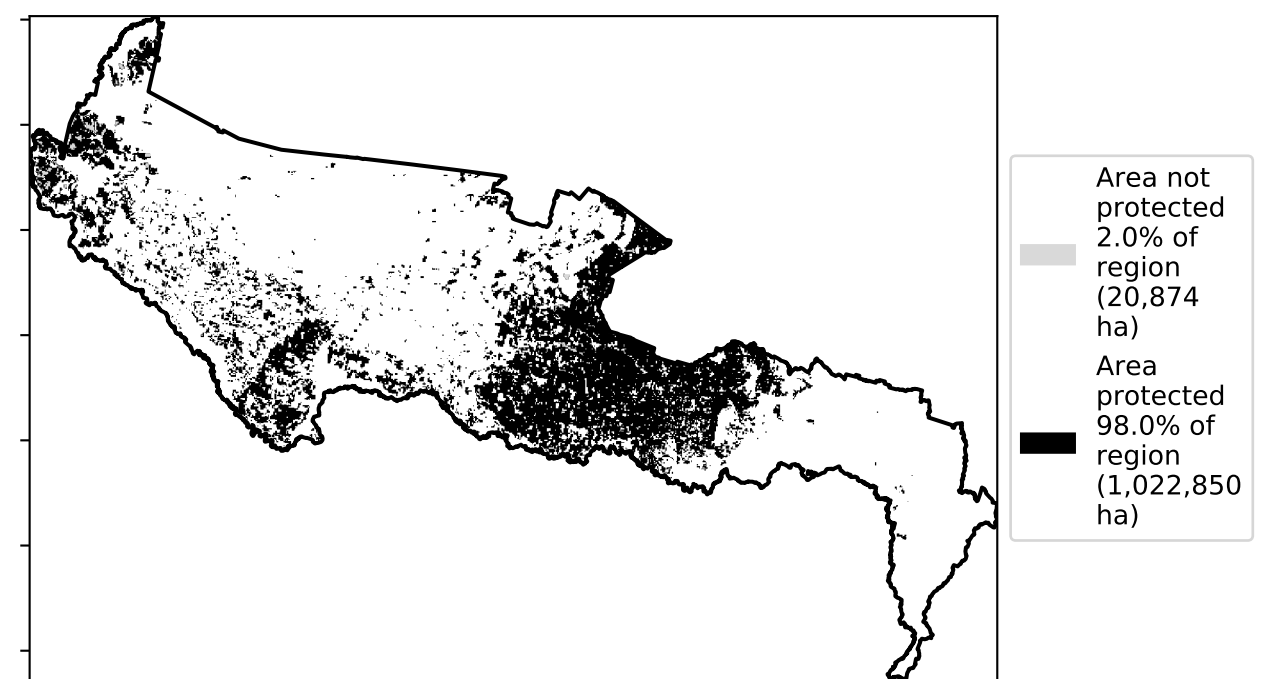 Area not
protected
2.0% of
region
(20,874
ha)
Area
protected
98.0% of
region
(1,022,850
ha)